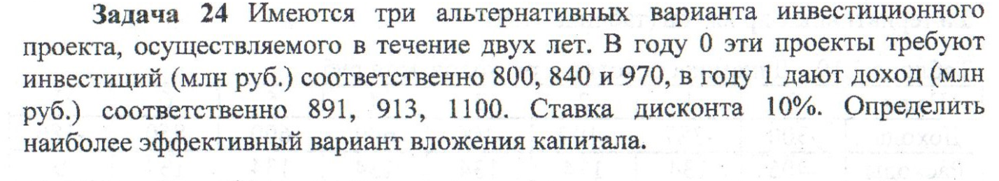 Задача 24 Имеются три альтернативных варианта инвестиционного
проекта, осуществляемого в течение двух лет. В году 0 эти проекты требуют
инвестиций (млн руб.) соответственно 800, 840 и 970, в году 1 дают доход (млн
руб.) соответственно 891, 913, 1100. Ставка дисконта 10%. Определить
наиболее эффективный вариант вложения капитала.